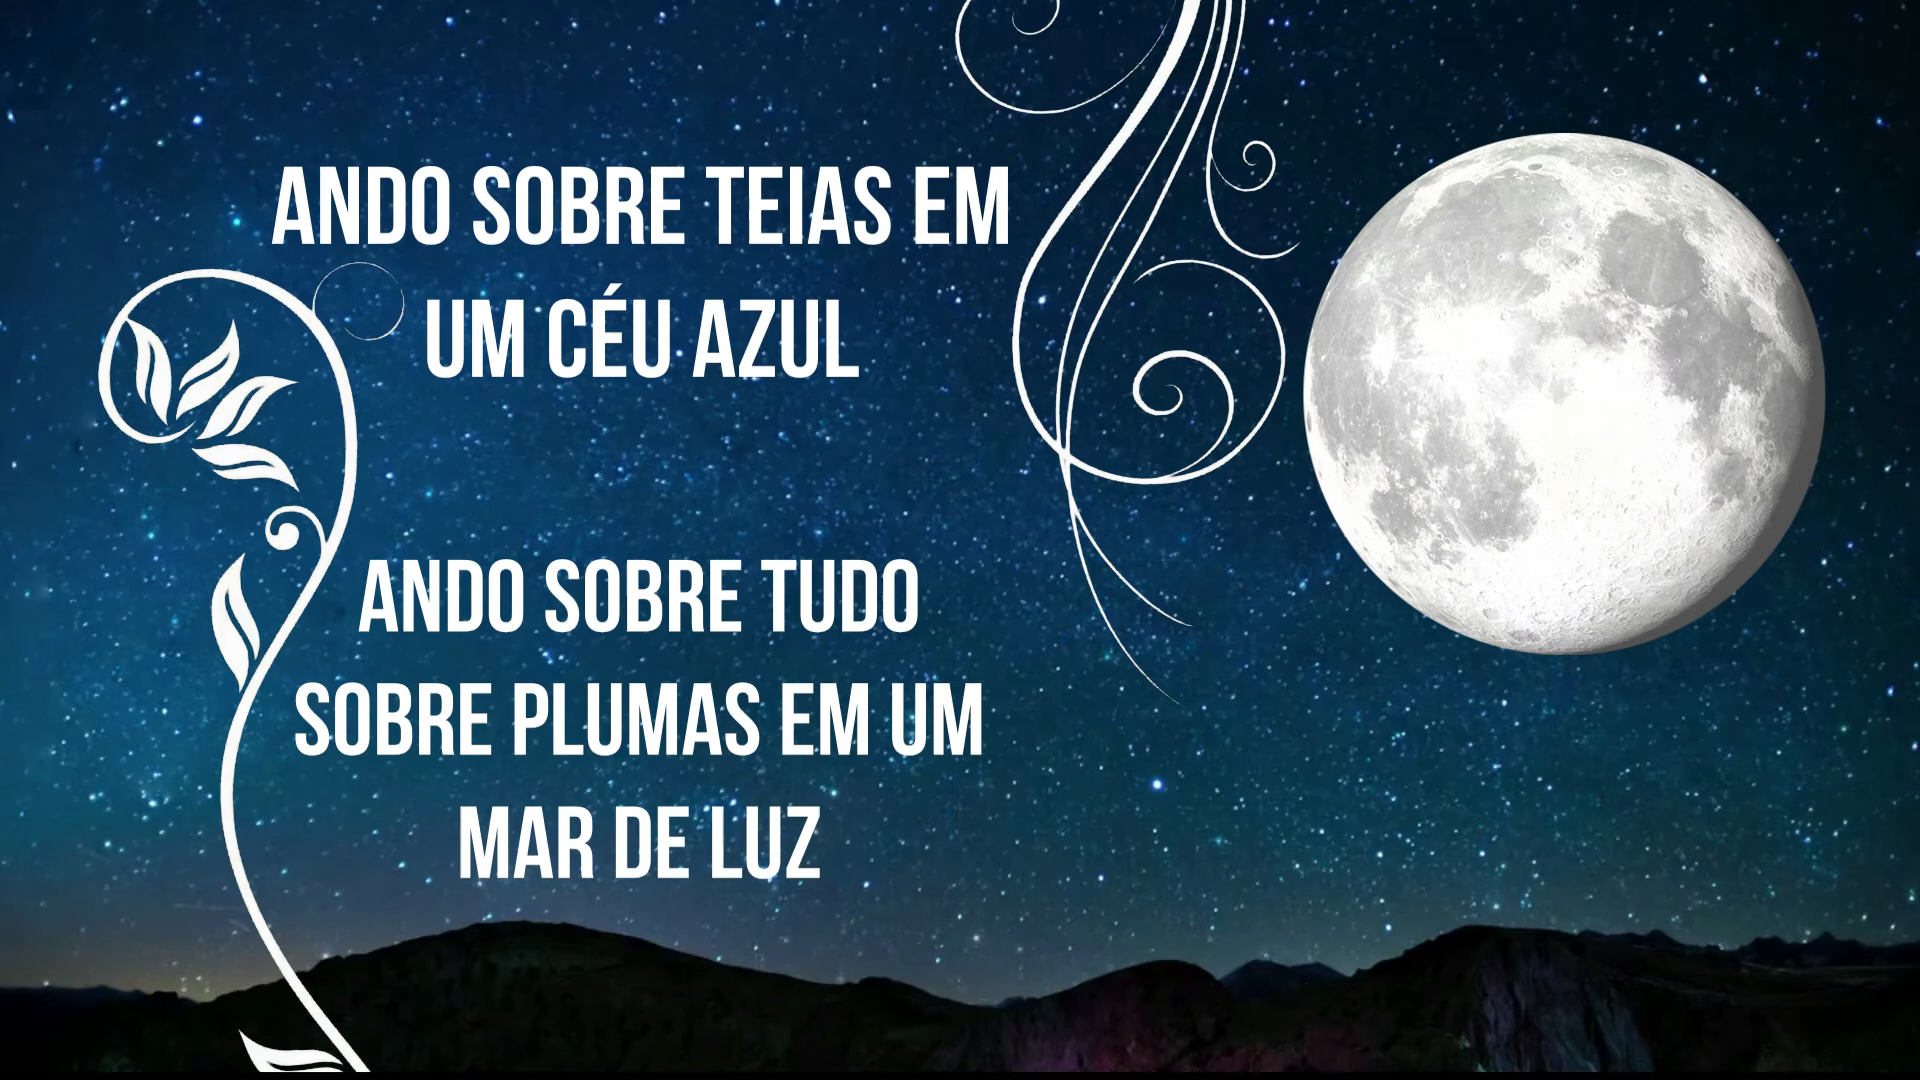 ANDO SOBRE TEIAS EM
UM CÉU AZUL
ANDO SOBRE TUDO
SOBRE PLUMAS EM UM
MAR DE LUZ